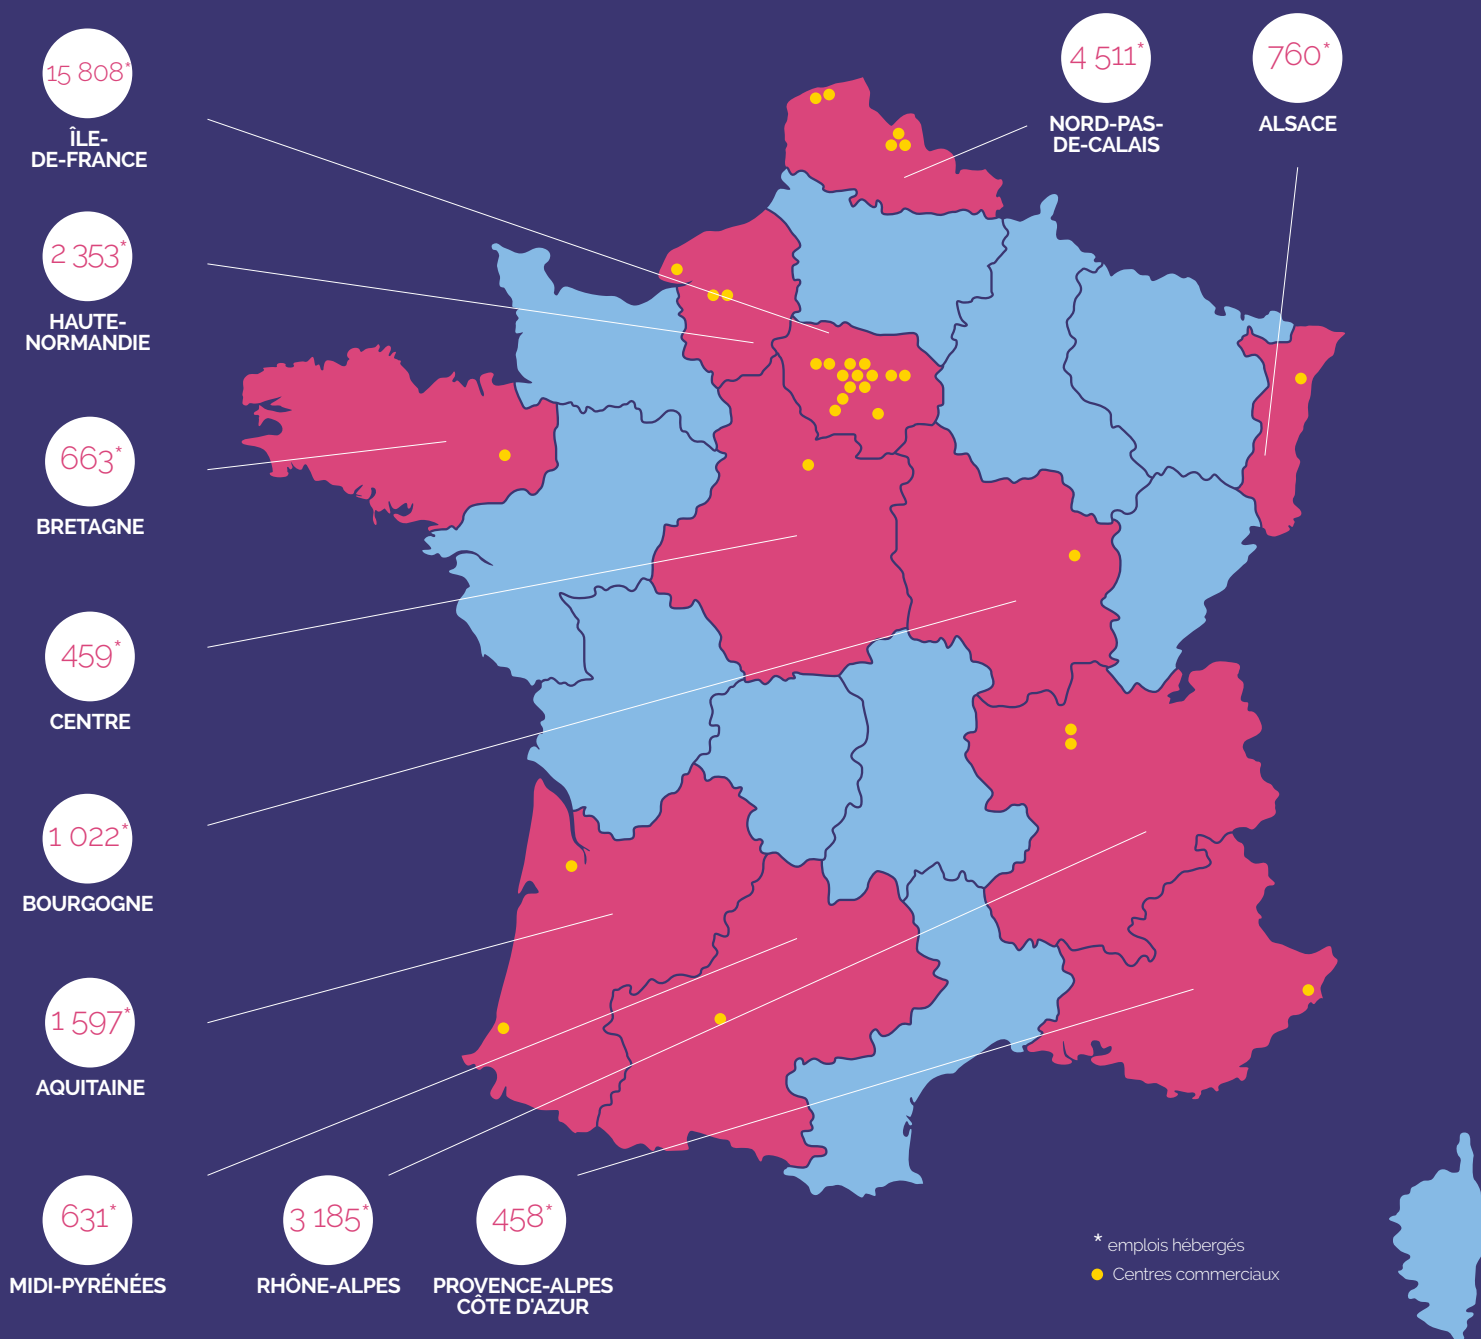 15 808*
ÎLE-
DE-FRANCE
4 511*
NORD-PAS-
DE-CALAIS
760*
ALSACE
2 353*
HAUTE-
NORMANDIE
663*
BRETAGNE
459*
CENTRE
1 022*
BOURGOGNE
1 597*
AQUITAINE
631*
MIDI-PYRÉNÉES
3 185*
RHÔNE-ALPES
458*
PROVENCE-ALPES
CÔTE D'AZUR
* emplois hébergés
Centres commerciaux